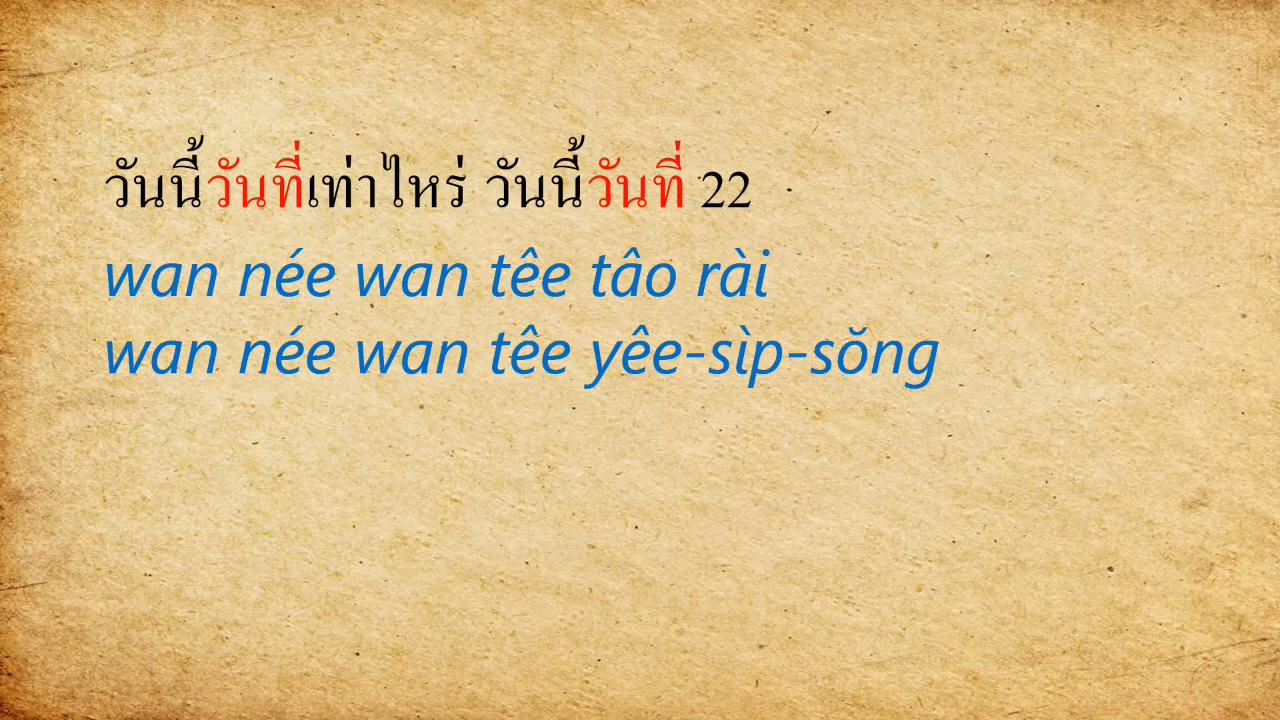 วันนี้วันที่เท่าไหร่ วันนี้วันที่ 22
wan née wan têe tâo rài
wan née wan têe yêe-sìp-sŏng